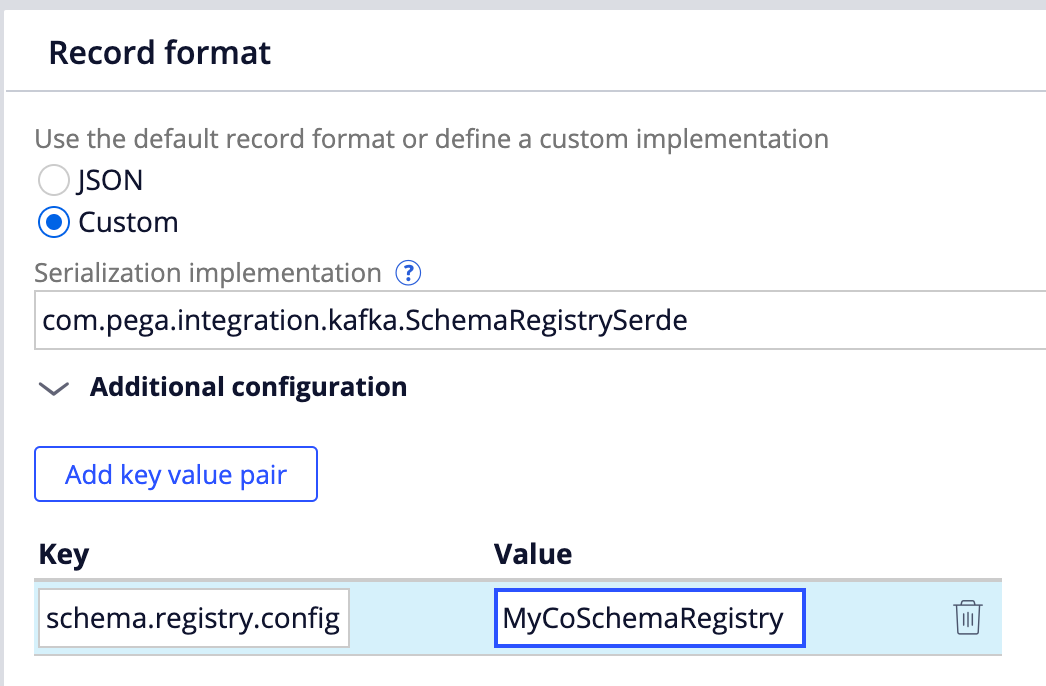 Record format
Use the default record format or define a custom implementation
JSON
Custom
Serialization implementation ?
com.pega.integration.kafka.SchemaRegistrySerde
Additional configuration
Add key value pair
Key Value
schema.registry.config MyCoSchemaRegistry